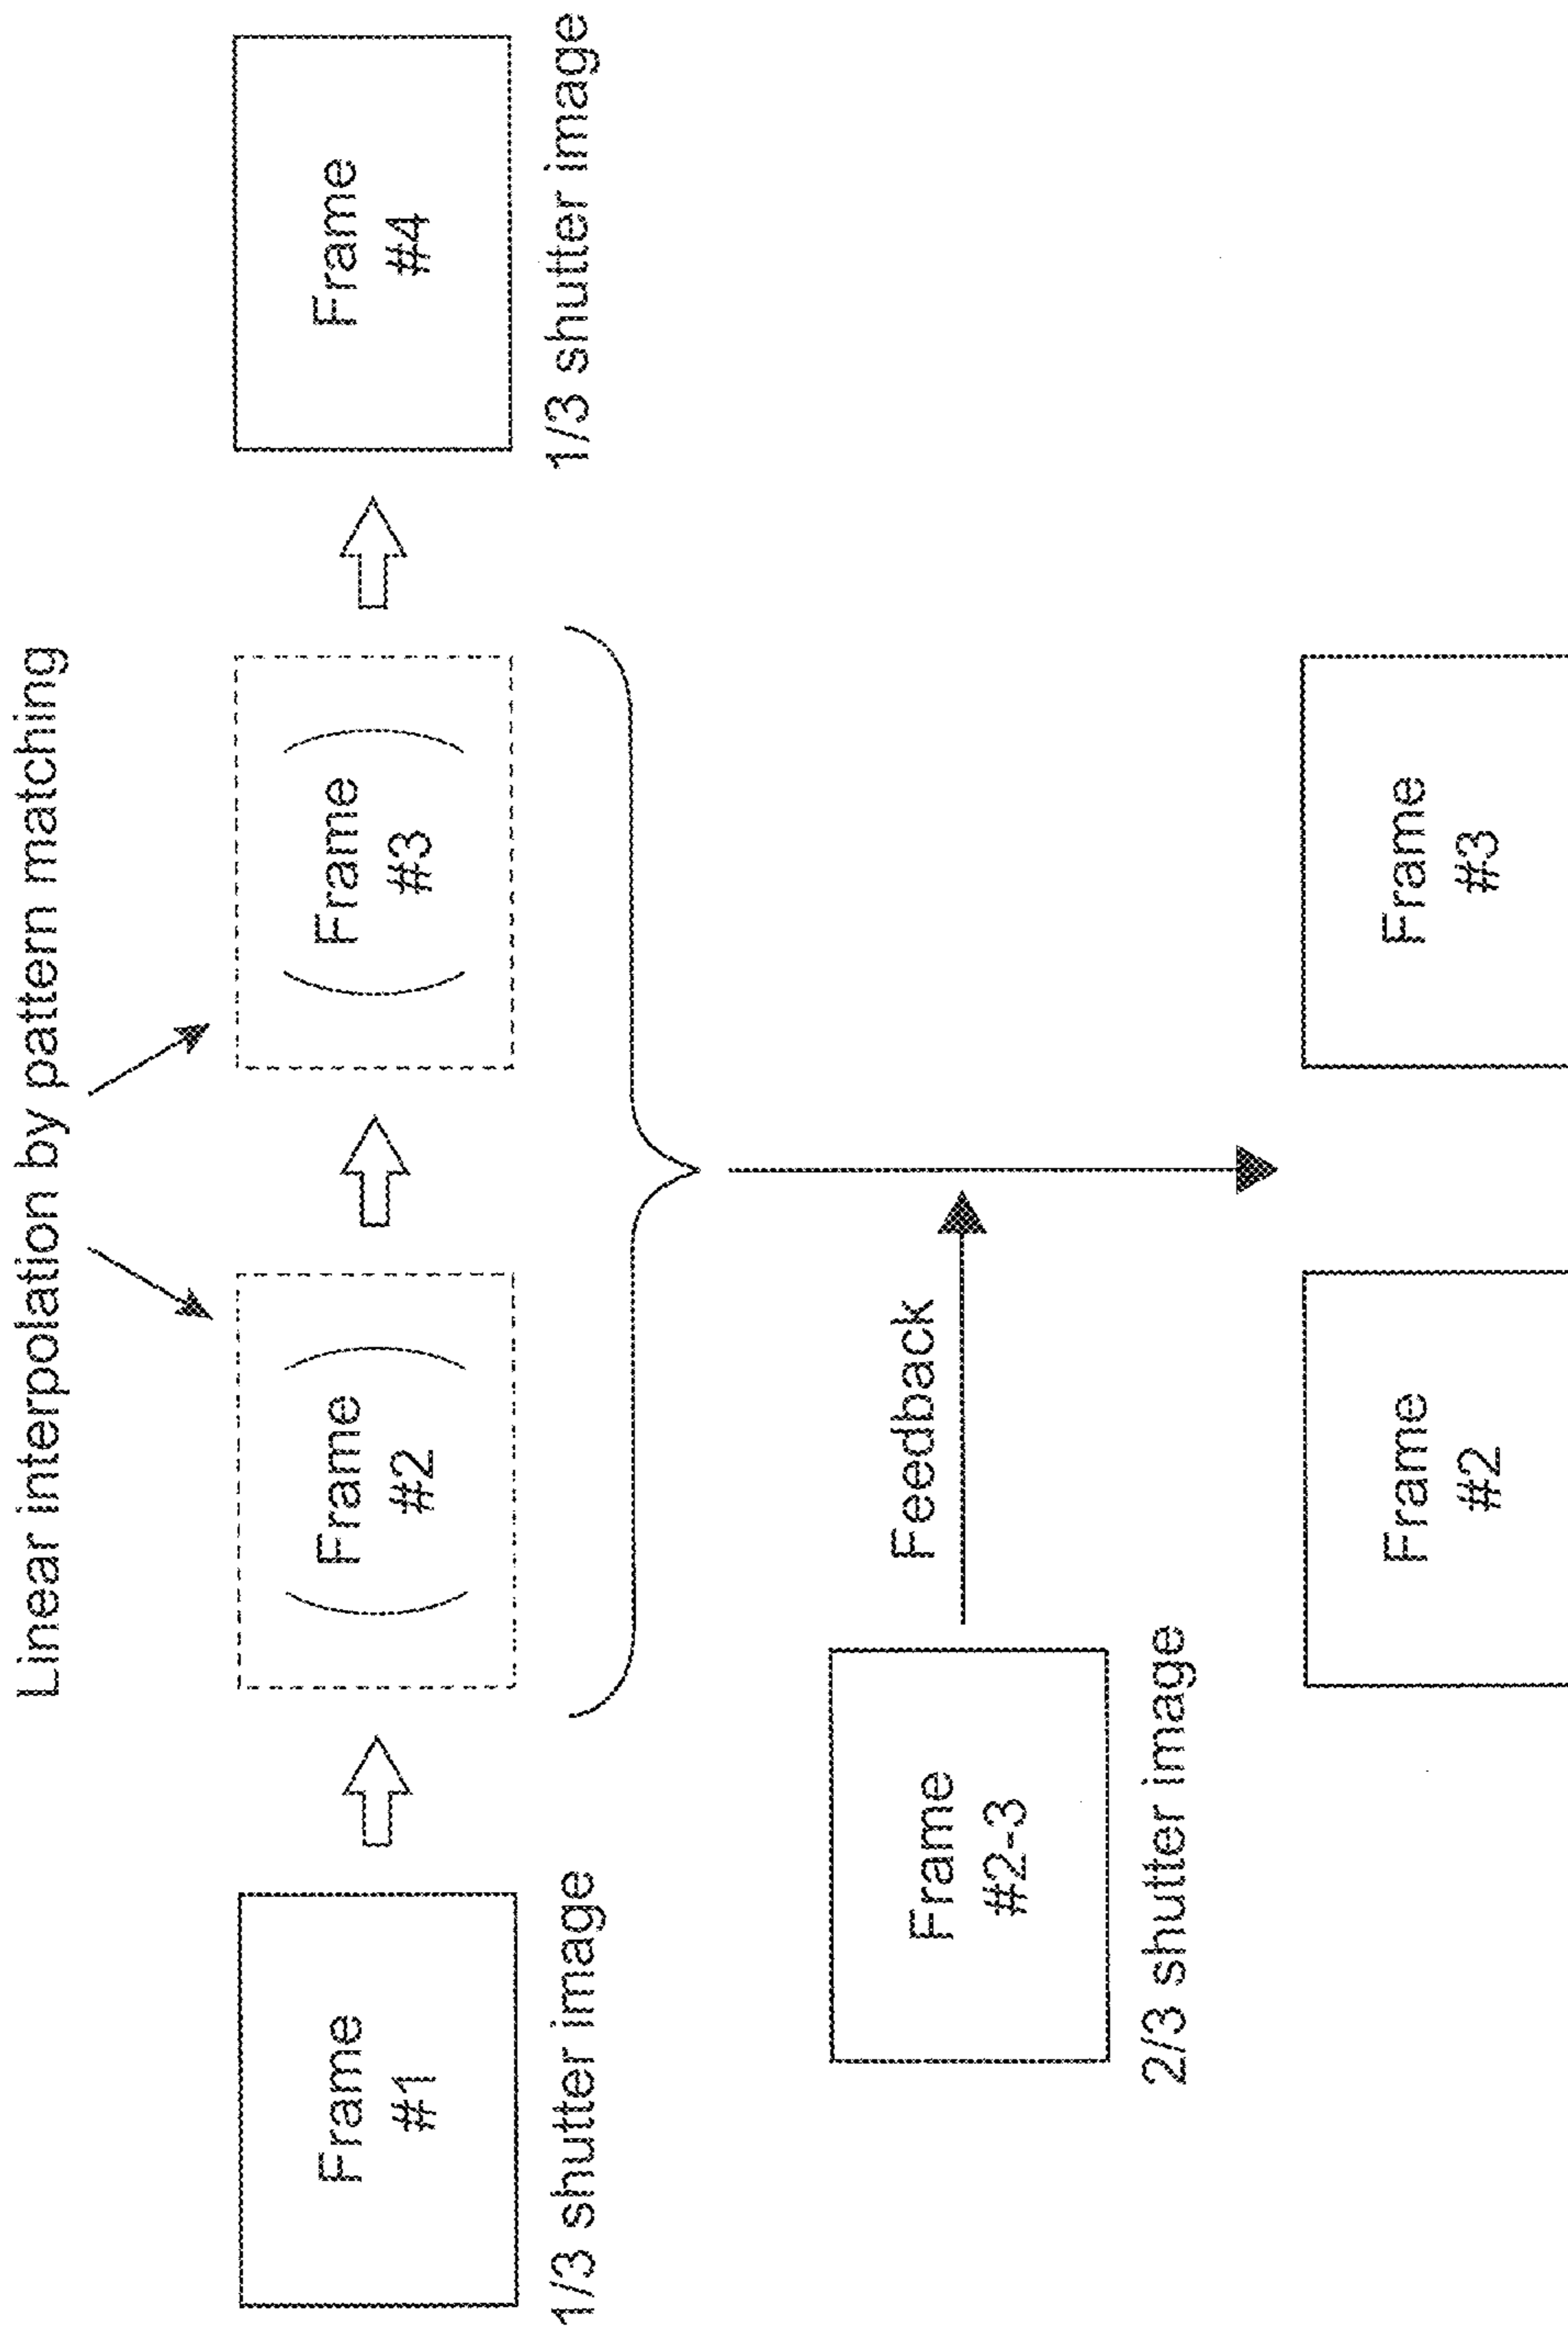 Linear interpolation by pattern matching
Frame
#1
(Frame
#2)
(Frame
#3)
Frame
#4
1/3 shutter image
1/3 shutter image
Frame
#2-3
Feedback
2/3 shutter image
Frame
#2
Frame
#3